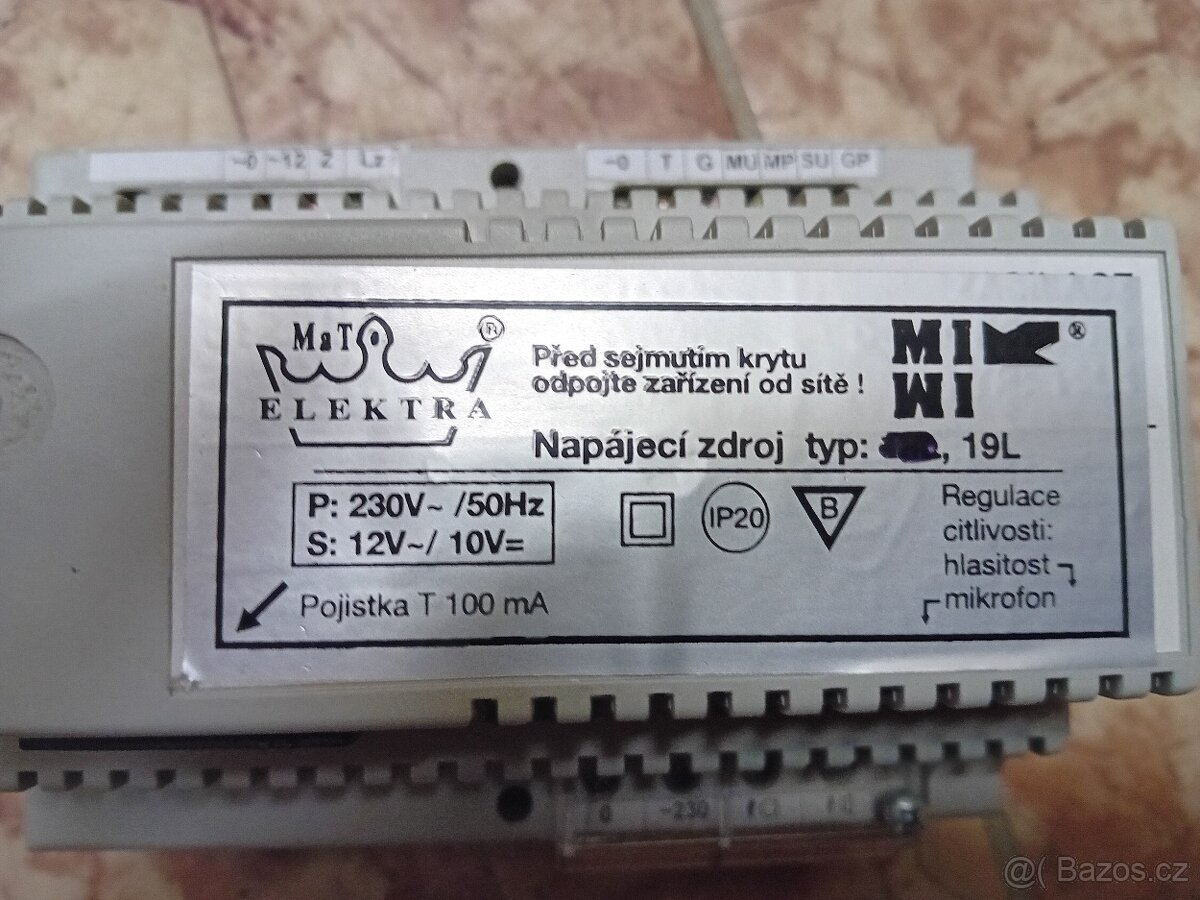 ~0 ~12 Z Lz
~0 T G MU MP SU GP
MaT
®
ELEKTRA
Před sejmutím krytu
odpojte zařízení od sítě !
MI
WI
®
Napájecí zdroj typ: , 19L
P: 230V~ /50Hz
S: 12V~/ 10V=
IP20
B
Regulace
citlivosti:
hlasitost
mikrofon
Pojistka T 100 mA
0 ~230
@( Bazos.cz